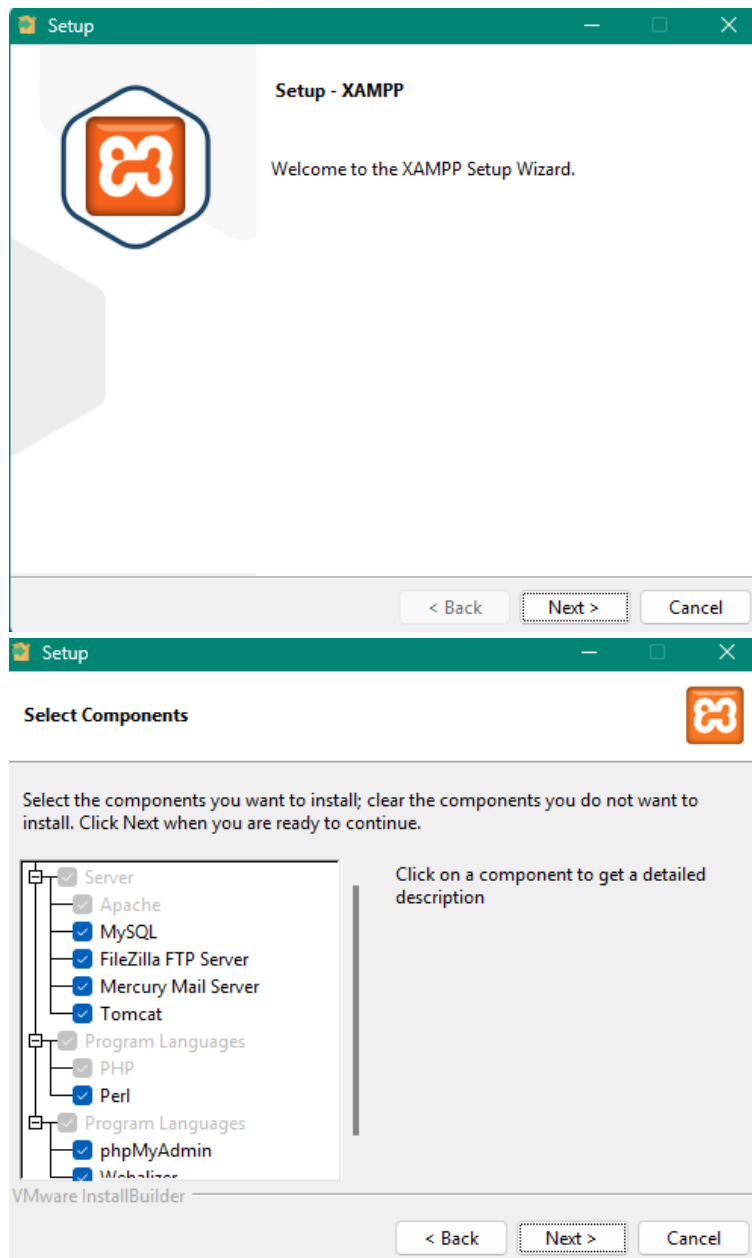 Setup
Setup - XAMPP
Welcome to the XAMPP Setup Wizard.
< Back Next > Cancel
Setup
Select Components
Select the components you want to install; clear the components you do not want to
install. Click Next when you are ready to continue.
Server
Apache
MySQL
FileZilla FTP Server
Mercury Mail Server
Tomcat
Program Languages
PHP
Perl
Program Languages
phpMyAdmin
Webalizer
Click on a component to get a detailed
description
VMware InstallBuilder
< Back Next > Cancel